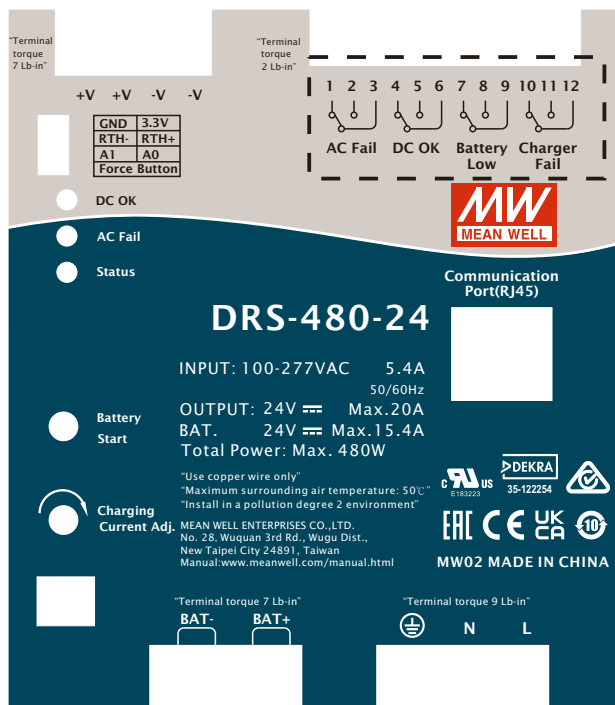 "Terminal
torque
7 Lb-in"
"Terminal
torque
2 Lb-in"
+V +V -V -V
1 2 3 4 5 6 7 8 9 10 11 12
AC Fail DC OK Battery Low Charger Fail
GND 3.3V
RTH- RTH+
A1 A0
Force Button
DC OK
AC Fail
Status
MW
MEAN WELL
Communication
Port(RJ45)
DRS-480-24
INPUT: 100-277VAC 5.4A
50/60Hz
OUTPUT: 24V Max.20A
BAT. 24V Max.15.4A
Total Power: Max. 480W
Battery
Start
"Use copper wire only"
"Maximum surrounding air temperature: 50℃"
"Install in a pollution degree 2 environment"
Charging
Current Adj.
MEAN WELL ENTERPRISES CO.,LTD.
No. 28, Wuquan 3rd Rd., Wugu Dist.,
New Taipei City 24891, Taiwan
Manual:www.meanwell.com/manual.html
c RU US
E183223
DEKRA
35-122254
EAC CE UK CA 10
MW02 MADE IN CHINA
"Terminal torque 7 Lb-in"
BAT- BAT+
"Terminal torque 9 Lb-in"
N L